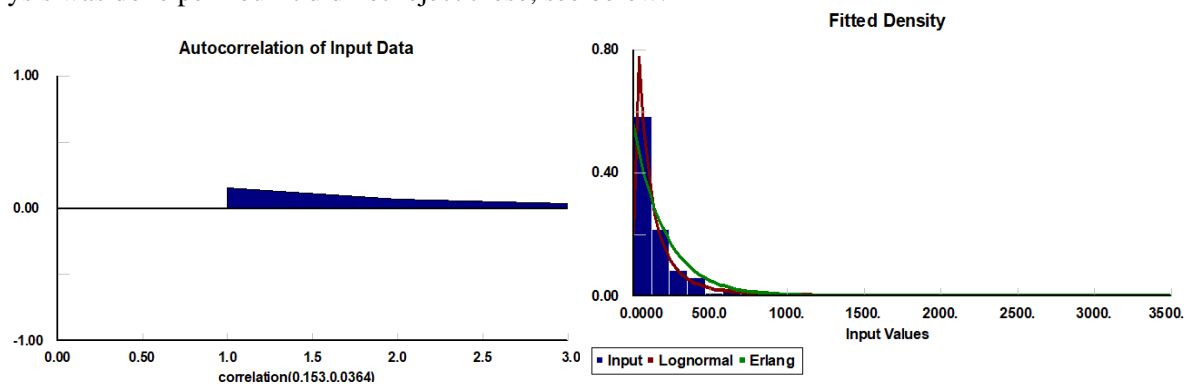 Autocorrelation of Input Data
1.00
0.00
-1.00
0.00 0.50 1.0 1.5 2.0 2.5 3.0
correlation(0.153,0.0364)
Fitted Density
0.80
0.40
0.00
0.0000 500.0 1000. 1500. 2000. 2500. 3000. 3500.
Input Values
Input Lognormal Erlang